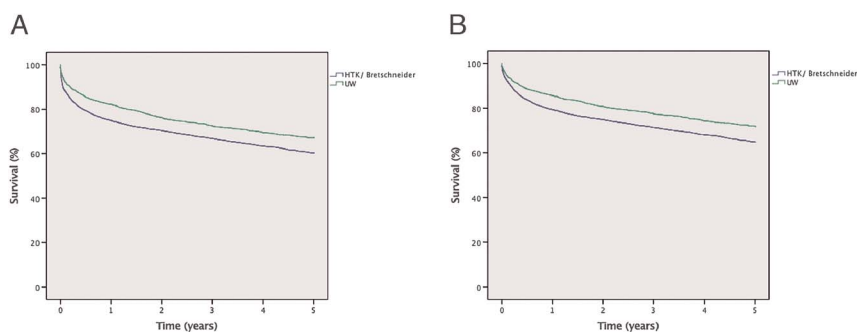 A
B
HTK/ Bretschneider
UW
HTK/ Bretschneider
UW
Survival (%)
100
80
60
40
20
0
0 1 2 3 4 5
Time (years)
Survival (%)
100
80
60
40
20
0
0 1 2 3 4 5
Time (years)